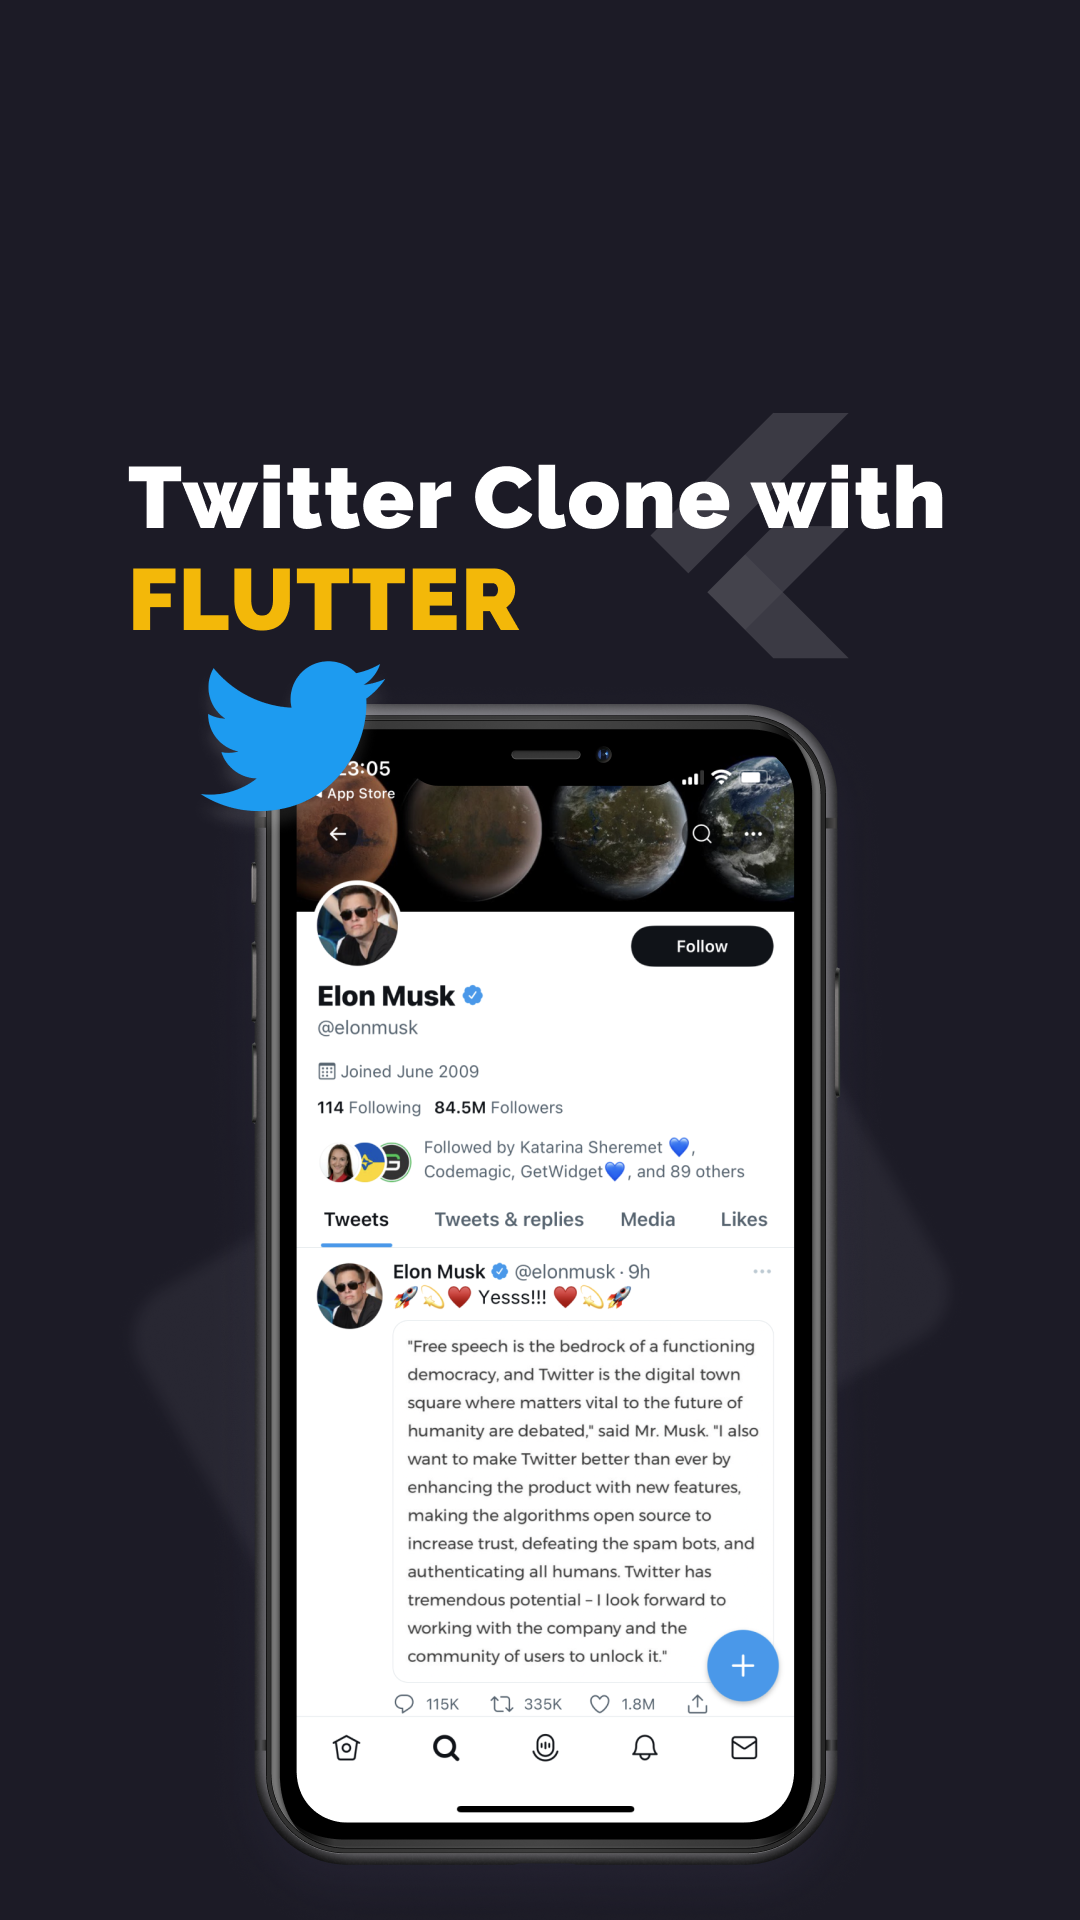 Twitter Clone with
FLUTTER
3:05
App Store
Follow
Elon Musk
@elonmusk
Joined June 2009
114 Following 84.5M Followers
Followed by Katarina Sheremet 💙,
Codemagic, GetWidget💙, and 89 others
Tweets Tweets & replies Media Likes
Elon Musk @elonmusk · 9h
🚀💫♥️ Yesss!!! ♥️💫🚀
"Free speech is the bedrock of a functioning
democracy, and Twitter is the digital town
square where matters vital to the future of
humanity are debated," said Mr. Musk. "I also
want to make Twitter better than ever by
enhancing the product with new features,
making the algorithms open source to
increase trust, defeating the spam bots, and
authenticating all humans. Twitter has
tremendous potential – I look forward to
working with the company and the
community of users to unlock it."
115K 335K 1.8M